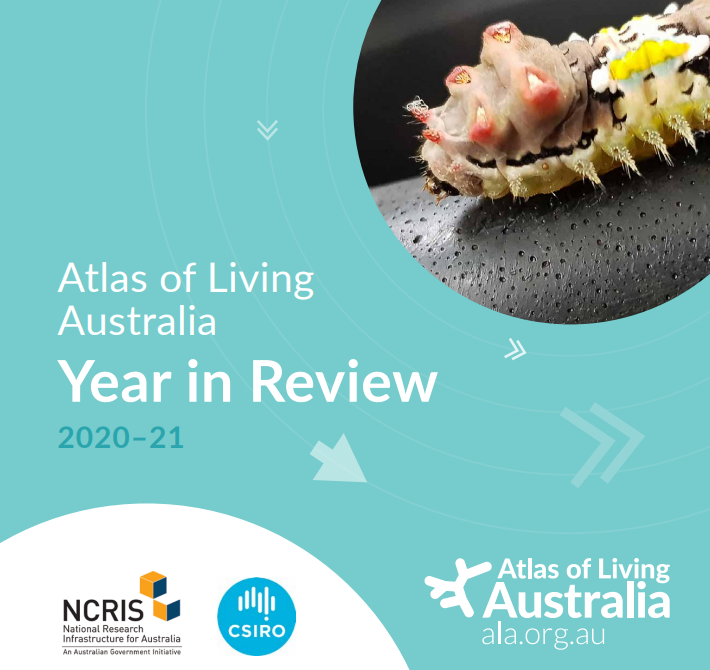 Atlas of Living
Australia
Year in Review
2020–21
NCRIS
National Research
Infrastructure for Australia
An Australian Government Initiative
CSIRO
Atlas of Living
Australia
ala.org.au